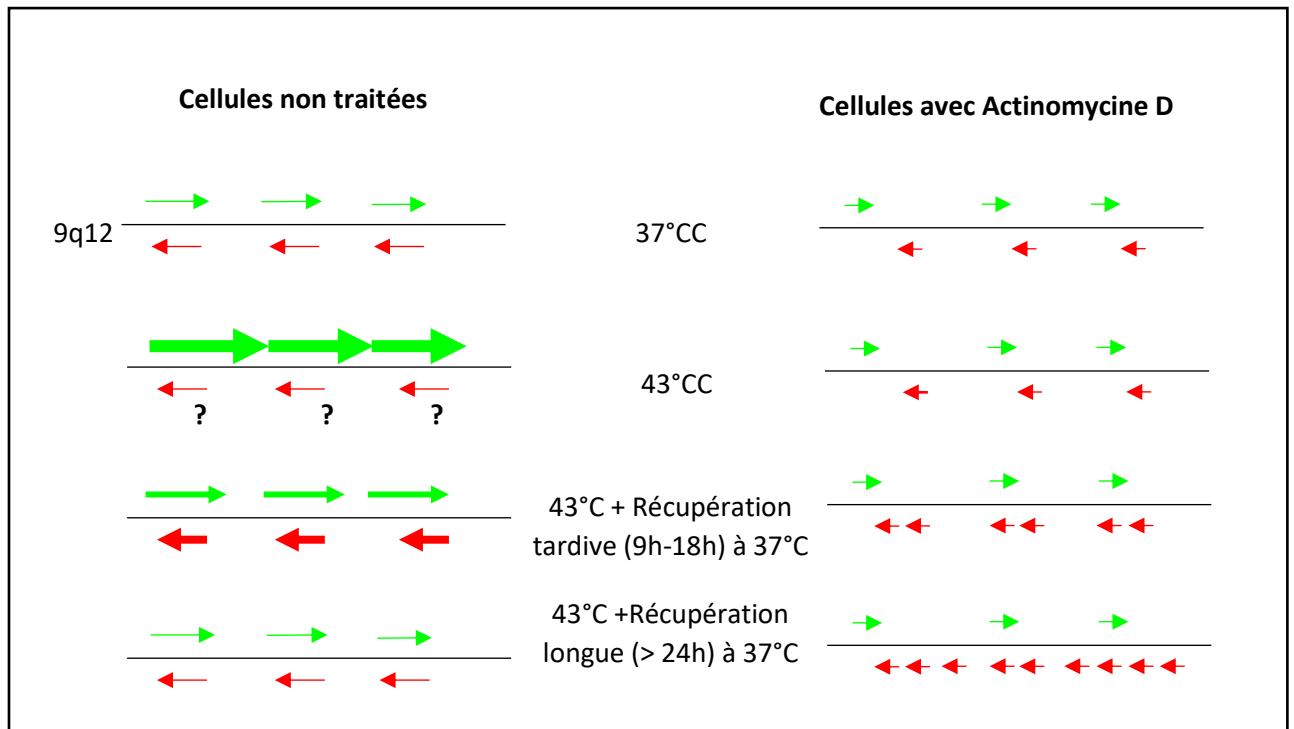 Cellules non traitées
Cellules avec Actinomycine D
9q12
37°CC
43°CC
? ? ?
43°C + Récupération
tardive (9h-18h) à 37°C
43°C +Récupération
longue (> 24h) à 37°C